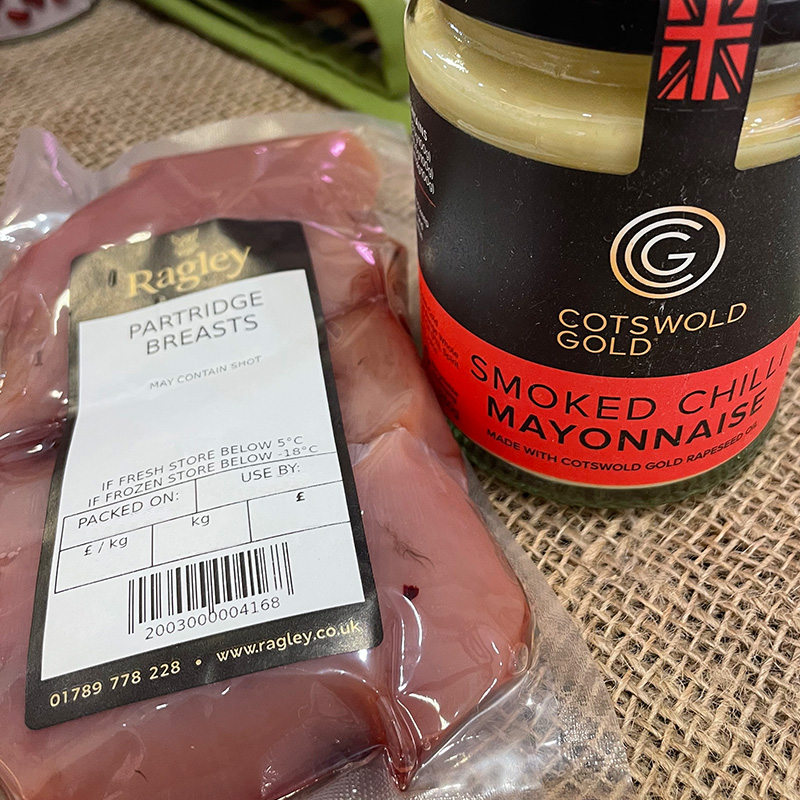 Ragley
PARTRIDGE
BREASTS
MAY CONTAIN SHOT
IF FRESH STORE BELOW 5°C
IF FROZEN STORE BELOW -18°C
PACKED ON:
USE BY:
£ / kg
kg
£
2003000004168
01789 778 228 • www.ragley.co.uk
CG
COTSWOLD
GOLD
SMOKED CHILLI
MAYONNAISE
MADE WITH COTSWOLD GOLD RAPESEED OIL